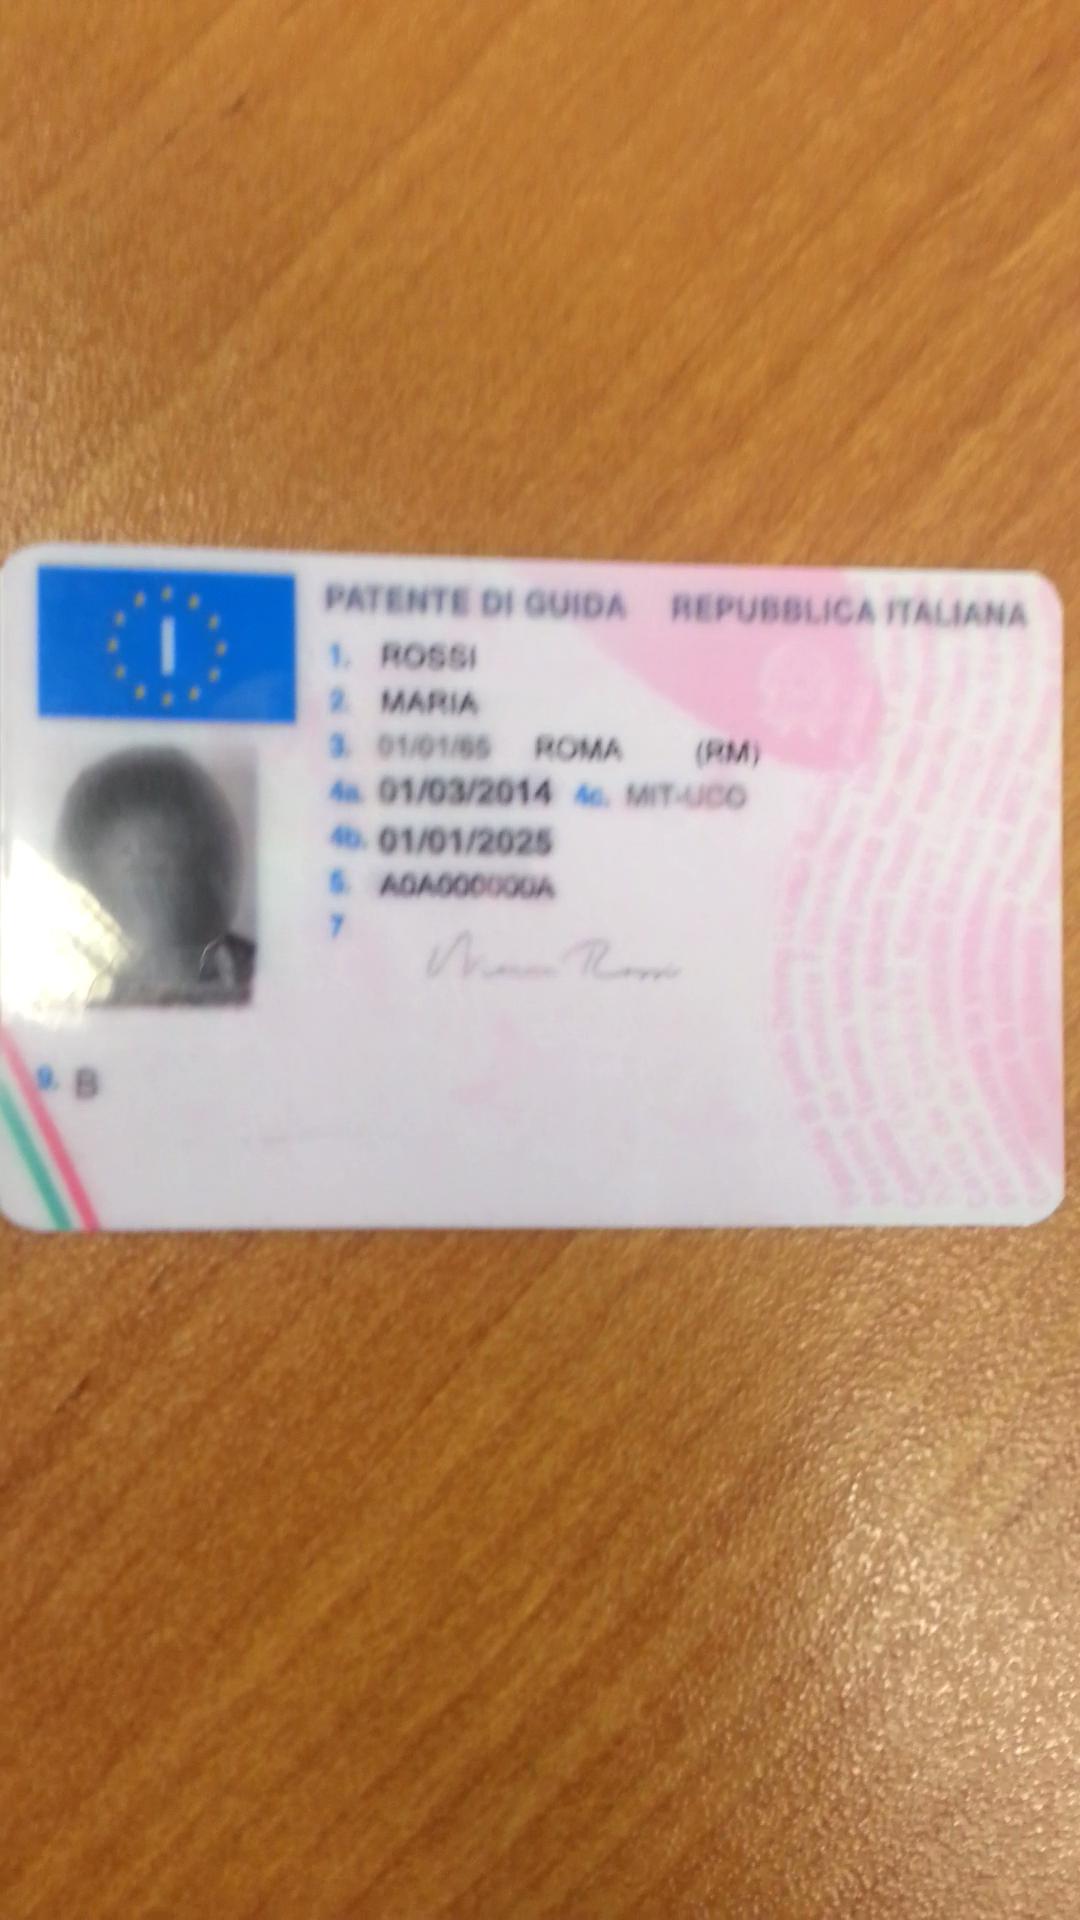 I
PATENTE DI GUIDA REPUBBLICA ITALIANA
1. ROSSI
2. MARIA
3. 01/01/65 ROMA (RM)
4a. 01/03/2014 4c. MIT-UCO
4b. 01/01/2025
5. A0A000000A
7
Maria Rossi
9. B